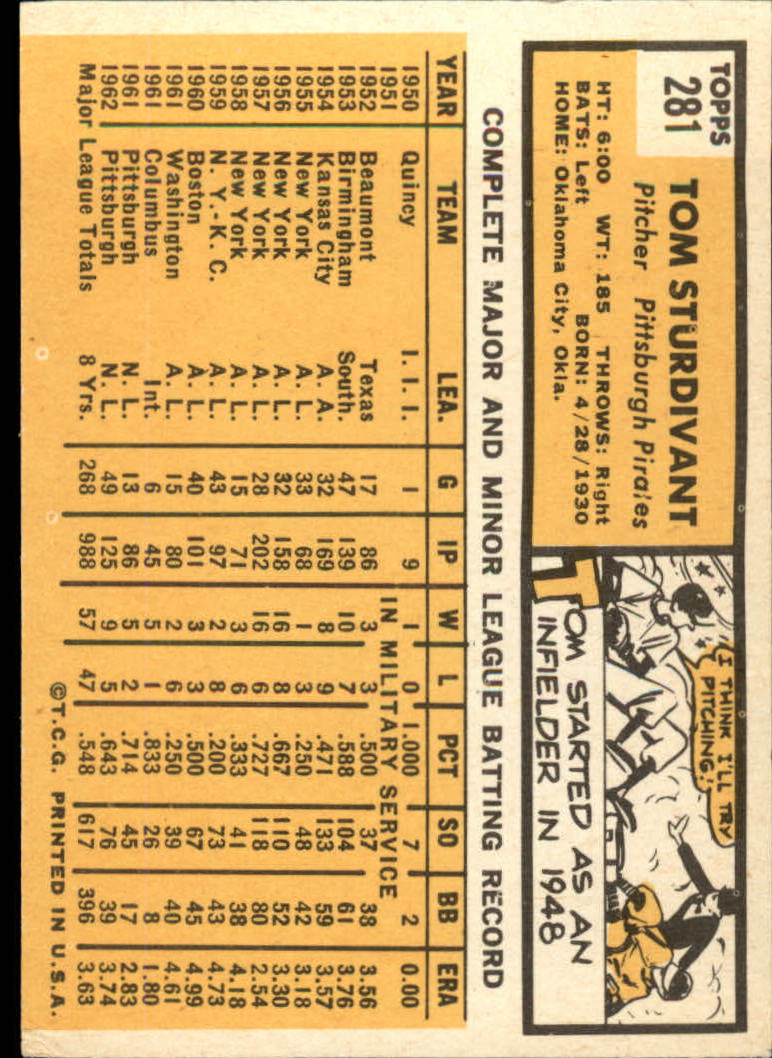 TOPPS
281
TOM STURDIVANT
Pitcher Pittsburgh Pirates
HT: 6:00 WT: 185 THROWS: Right
BATS: Left BORN: 4/28/1930
HOME: Oklahoma City, Okla.
I THINK I'LL TRY
PITCHING!
TOM STARTED AS AN
INFIELDER IN 1948
COMPLETE MAJOR AND MINOR LEAGUE BATTING RECORD
YEAR TEAM LEA. G IP W L PCT SO BB ERA
1950 Quincy I. I. I. 1 9 1 0 1.000 7 2 0.00
1951 IN MILITARY SERVICE
1952 Beaumont Texas 17 86 3 3 .500 37 38 3.56
1953 Birmingham South. 47 139 10 7 .588 104 61 3.76
1954 Kansas City A. A. 32 169 8 9 .471 133 59 3.57
1955 New York A. L. 33 68 1 3 .250 48 42 3.18
1956 New York A. L. 32 158 16 8 .667 110 52 3.30
1957 New York A. L. 28 202 16 6 .727 118 80 2.54
1958 New York A. L. 15 71 3 6 .333 41 38 4.18
1959 N. Y.-K. C. A. L. 43 97 2 8 .200 73 43 4.73
1960 Boston A. L. 40 101 3 3 .500 67 45 4.99
1961 Washington A. L. 15 80 2 6 .250 39 40 4.61
1961 Columbus Int. 6 45 5 1 .833 26 8 1.80
1961 Pittsburgh N. L. 13 86 5 2 .714 45 17 2.83
1962 Pittsburgh N. L. 49 125 9 5 .643 76 39 3.74
Major League Totals 8 Yrs. 268 988 57 47 .548 617 396 3.63
©T.C.G. PRINTED IN U.S.A.